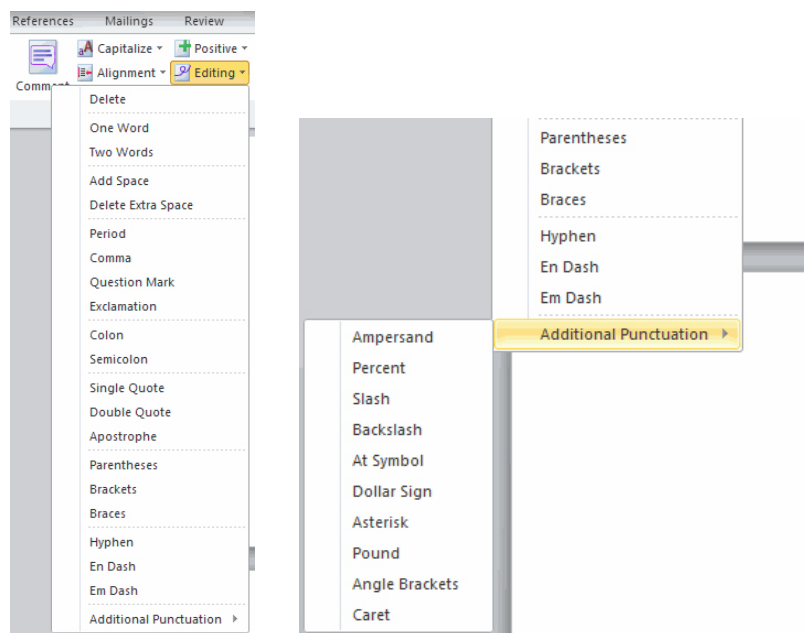 References Mailings Review
Capitalize Positive
Alignment Editing
Comment
Delete
One Word
Two Words
Add Space
Delete Extra Space
Period
Comma
Question Mark
Exclamation
Colon
Semicolon
Single Quote
Double Quote
Apostrophe
Parentheses
Brackets
Braces
Hyphen
En Dash
Em Dash
Additional Punctuation
Parentheses
Brackets
Braces
Hyphen
En Dash
Em Dash
Additional Punctuation
Ampersand
Percent
Slash
Backslash
At Symbol
Dollar Sign
Asterisk
Pound
Angle Brackets
Caret